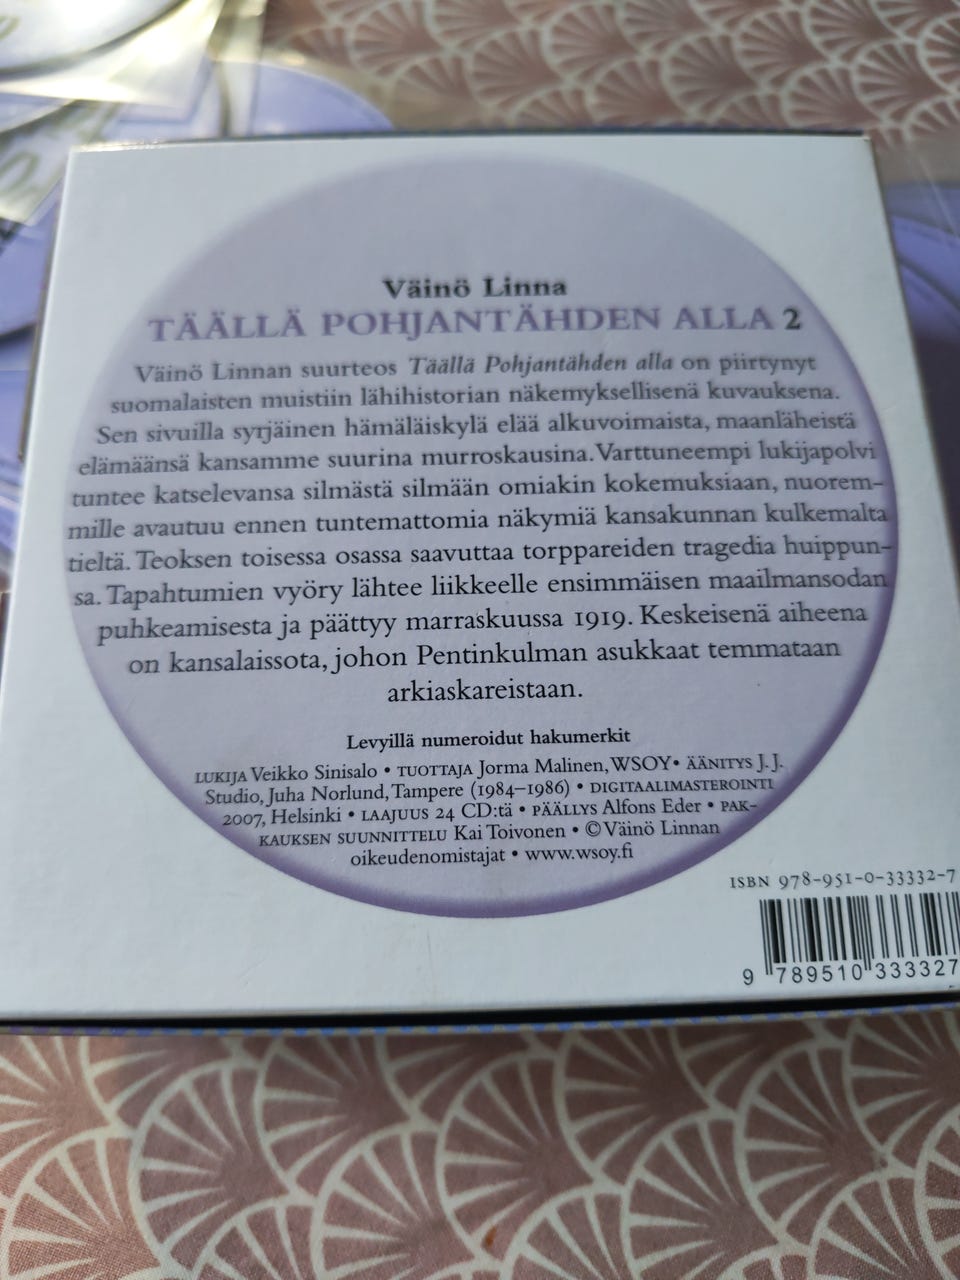 Väinö Linna
TÄÄLLÄ POHJANTÄHDEN ALLA 2
Väinö Linnan suurteos Täällä Pohjantähden alla on piirtynyt
suomalaisten muistiin lähihistorian näkemyksellisenä kuvauksena.
Sen sivuilla syrjäinen hämäläiskylä elää alkuvoimaista, maanläheistä
elämäänsä kansamme suurina murroskausina. Varttuneempi lukijapolvi
tuntee katselevansa silmästä silmään omiakin kokemuksiaan, nuorem-
mille avautuu ennen tuntemattomia näkymiä kansakunnan kulkemalta
tieltä. Teoksen toisessa osassa saavuttaa torppareiden tragedia huippun-
sa. Tapahtumien vyöry lähtee liikkeelle ensimmäisen maailmansodan
puhkeamisesta ja päättyy marraskuussa 1919. Keskeisenä aiheena
on kansalaissota, johon Pentinkulman asukkaat temmataan
arkiaskareistaan.
Levyillä numeroidut hakumerkit
LUKIJA Veikko Sinisalo • TUOTTAJA Jorma Malinen, WSOY • ÄÄNITYS J. J.
Studio, Juha Norlund, Tampere (1984–1986) • DIGITAALIMASTEROINTI
2007, Helsinki • LAAJUUS 24 CD:tä • PÄÄLLYS Alfons Eder • PAK-
KAUKSEN SUUNNITTELU Kai Toivonen • © Väinö Linnan
oikeudenomistajat • www.wsoy.fi
ISBN 978-951-0-33332-7
9 789510 333327